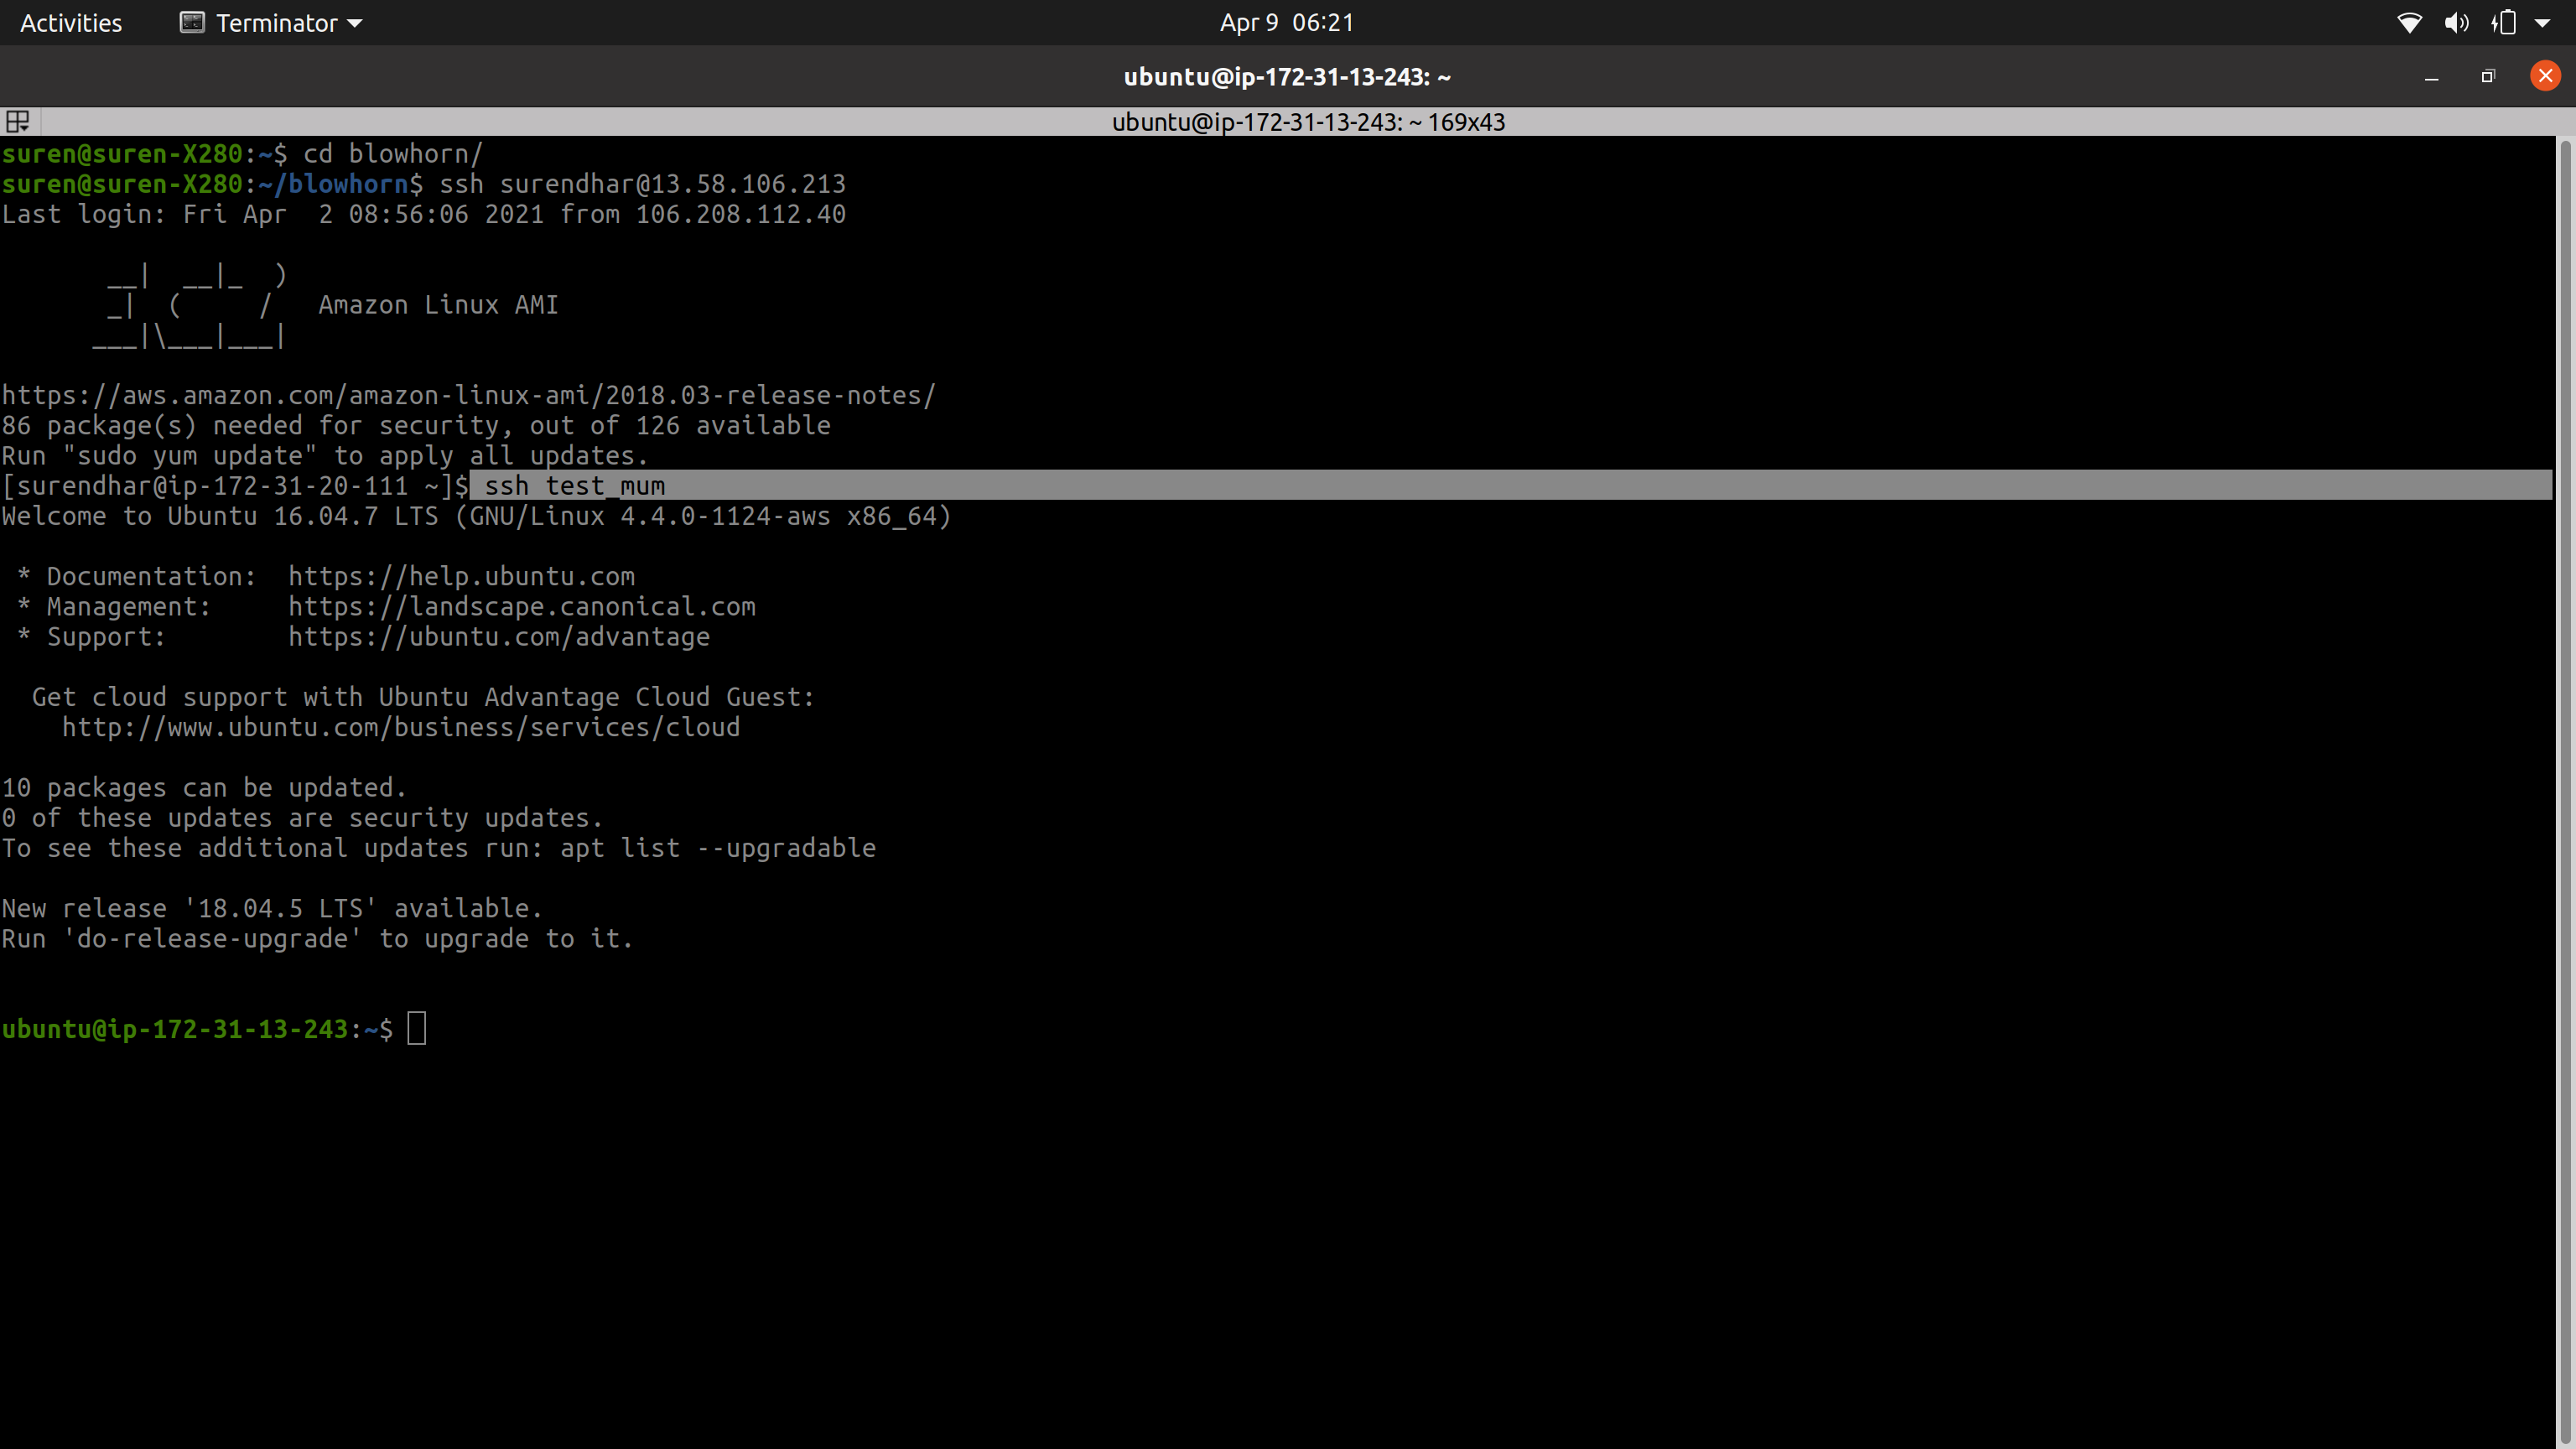 Activities Terminator Apr 9 06:21
ubuntu@ip-172-31-13-243: ~
ubuntu@ip-172-31-13-243: ~ 169x43
suren@suren-X280:~$ cd blowhorn/
suren@suren-X280:~/blowhorn$ ssh surendhar@13.58.106.213
Last login: Fri Apr  2 08:56:06 2021 from 106.208.112.40
       __|  __|_  )
       _|  (     /   Amazon Linux AMI
      ___|\___|___|
https://aws.amazon.com/amazon-linux-ami/2018.03-release-notes/
86 package(s) needed for security, out of 126 available
Run "sudo yum update" to apply all updates.
[surendhar@ip-172-31-20-111 ~]$ ssh test_mum
Welcome to Ubuntu 16.04.7 LTS (GNU/Linux 4.4.0-1124-aws x86_64)
 * Documentation:  https://help.ubuntu.com
 * Management:     https://landscape.canonical.com
 * Support:        https://ubuntu.com/advantage
  Get cloud support with Ubuntu Advantage Cloud Guest:
    http://www.ubuntu.com/business/services/cloud
10 packages can be updated.
0 of these updates are security updates.
To see these additional updates run: apt list --upgradable
New release '18.04.5 LTS' available.
Run 'do-release-upgrade' to upgrade to it.
ubuntu@ip-172-31-13-243:~$